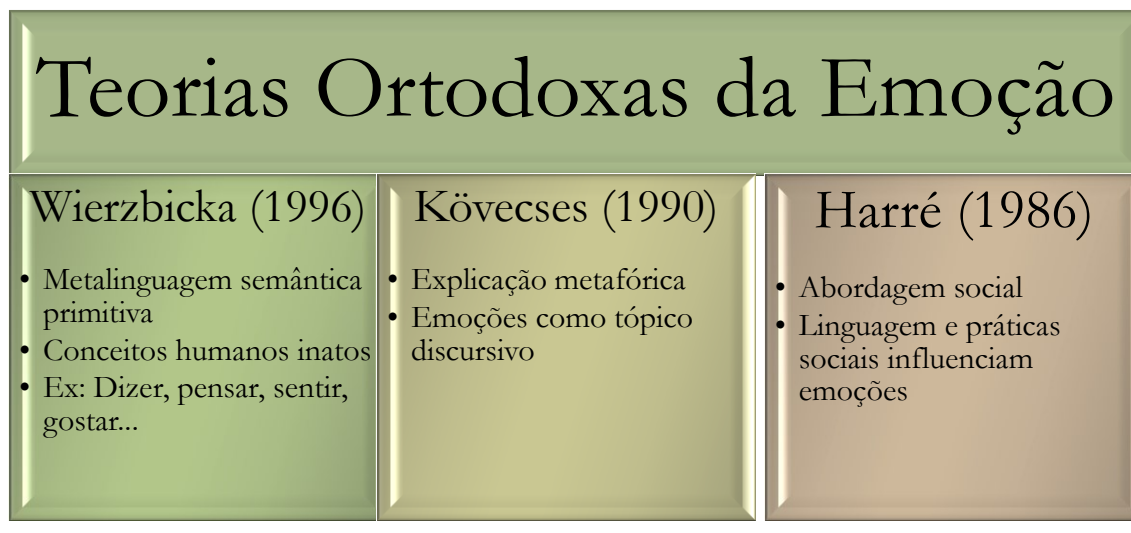 Teorias Ortodoxas da Emoção
Wierzbicka (1996)
• Metalinguagem semântica
primitiva
• Conceitos humanos inatos
• Ex: Dizer, pensar, sentir,
gostar...
Kövecses (1990)
• Explicação metafórica
• Emoções como tópico
discursivo
Harré (1986)
• Abordagem social
• Linguagem e práticas
sociais influenciam
emoções